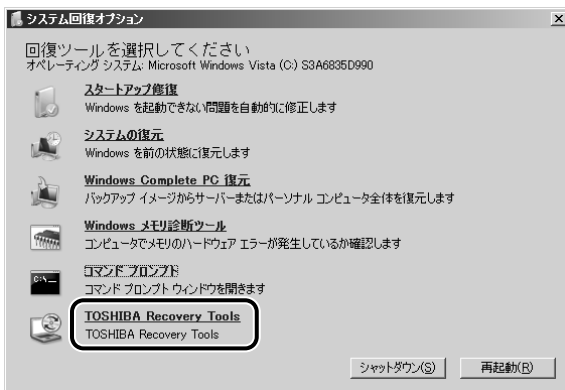 システム回復オプション
回復ツールを選択してください
オペレーティング システム: Microsoft Windows Vista (C:) S3A6835D990
スタートアップ修復
Windows を起動できない問題を自動的に修正します
システムの復元
Windows を前の状態に復元します
Windows Complete PC 復元
バックアップ イメージからサーバーまたはパーソナル コンピュータ全体を復元します
Windows メモリ診断ツール
コンピュータでメモリのハードウェア エラーが発生しているか確認します
コマンド プロンプト
コマンド プロンプト ウィンドウを開きます
TOSHIBA Recovery Tools
TOSHIBA Recovery Tools
シャットダウン(S) 再起動(R)